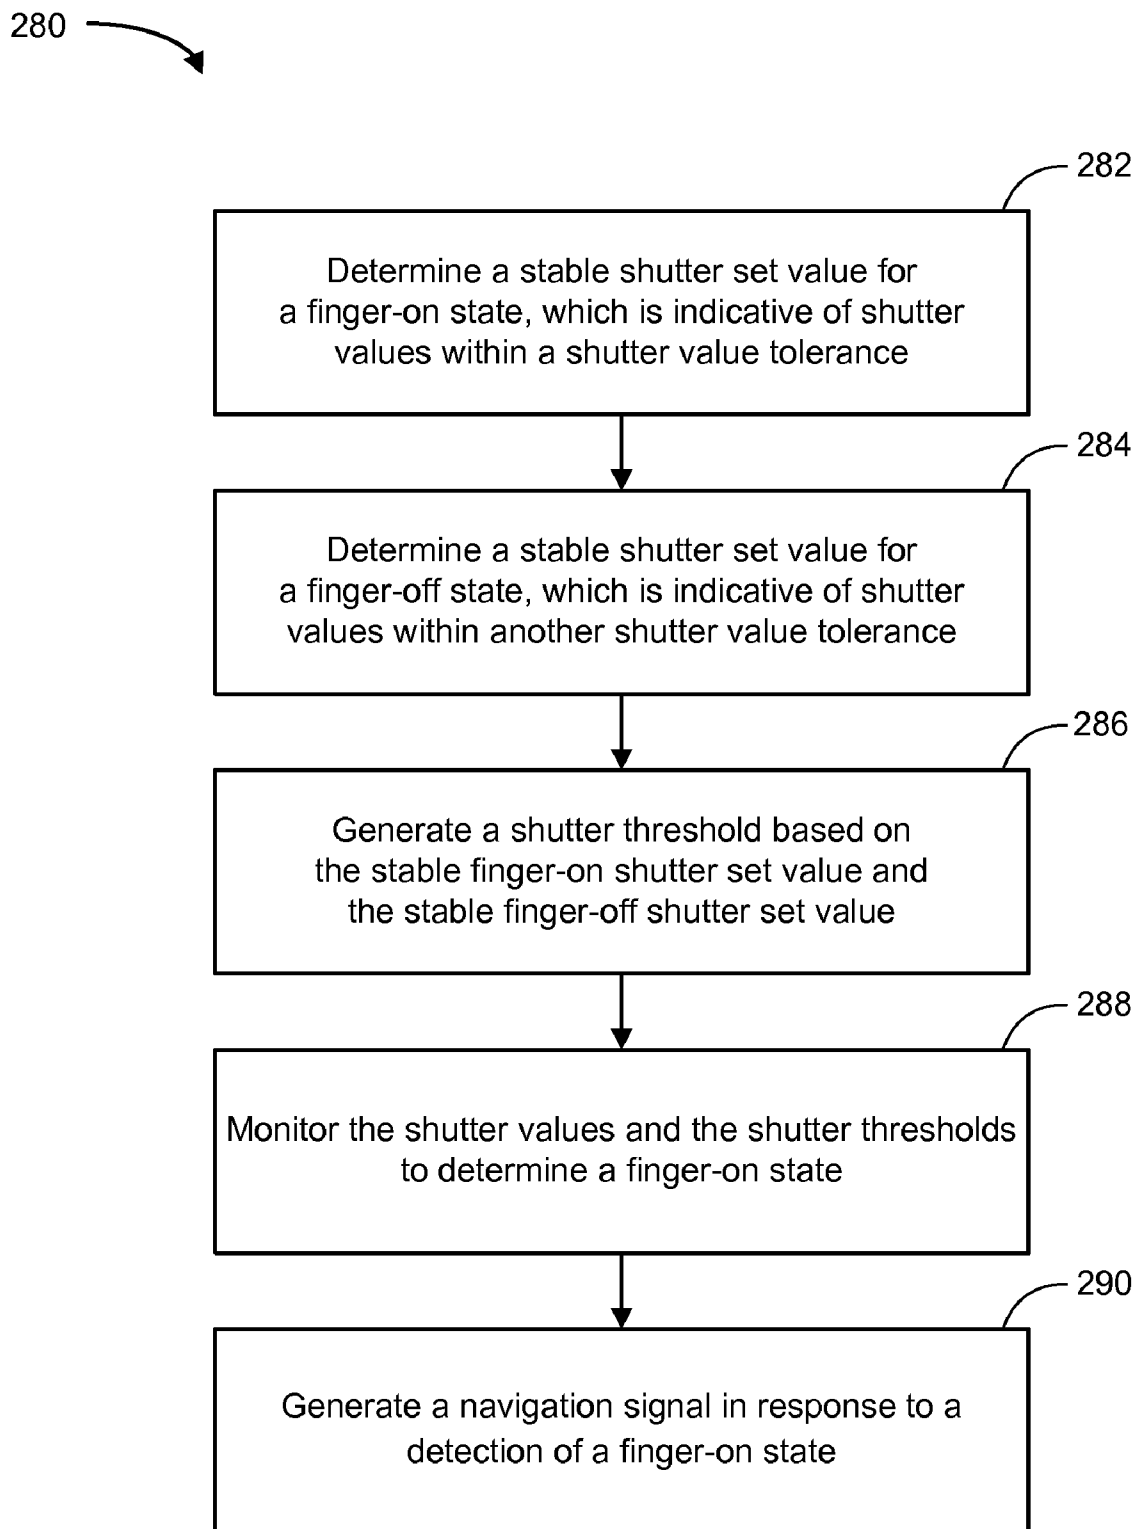 280
282
Determine a stable shutter set value for
a finger-on state, which is indicative of shutter
values within a shutter value tolerance
284
Determine a stable shutter set value for
a finger-off state, which is indicative of shutter
values within another shutter value tolerance
286
Generate a shutter threshold based on
the stable finger-on shutter set value and
the stable finger-off shutter set value
288
Monitor the shutter values and the shutter thresholds
to determine a finger-on state
290
Generate a navigation signal in response to a
detection of a finger-on state